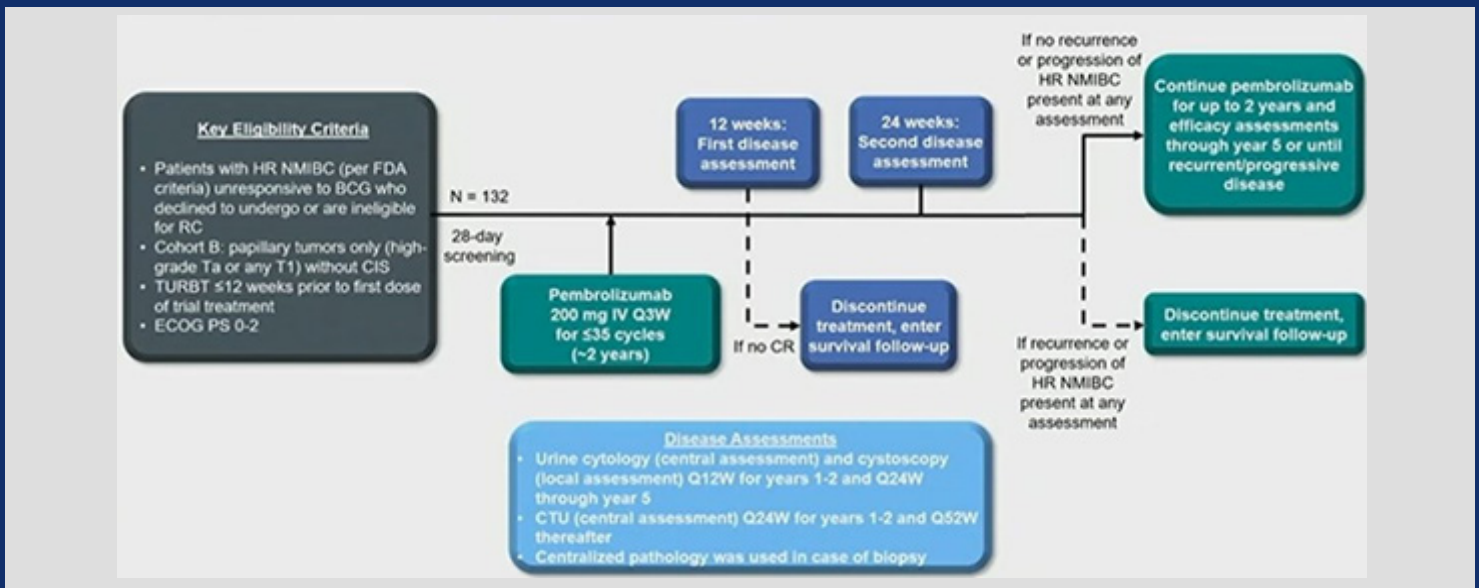 Key Eligibility Criteria
• Patients with HR NMIBC (per FDA
criteria) unresponsive to BCG who
declined to undergo or are ineligible
for RC
• Cohort B: papillary tumors only (high-
grade Ta or any T1) without CIS
• TURBT ≤12 weeks prior to first dose
of trial treatment
• ECOG PS 0-2
N = 132
28-day
screening
Pembrolizumab
200 mg IV Q3W
for ≤35 cycles
(~2 years)
12 weeks:
First disease
assessment
24 weeks:
Second disease
assessment
If no CR
Discontinue
treatment, enter
survival follow-up
If no recurrence
or progression of
HR NMIBC
present at any
assessment
Continue pembrolizumab
for up to 2 years and
efficacy assessments
through year 5 or until
recurrent/progressive
disease
If recurrence or
progression of
HR NMIBC
present at any
assessment
Discontinue treatment,
enter survival follow-up
Disease Assessments
• Urine cytology (central assessment) and cystoscopy
(local assessment) Q12W for years 1-2 and Q24W
through year 5
• CTU (central assessment) Q24W for years 1-2 and Q52W
thereafter
• Centralized pathology was used in case of biopsy